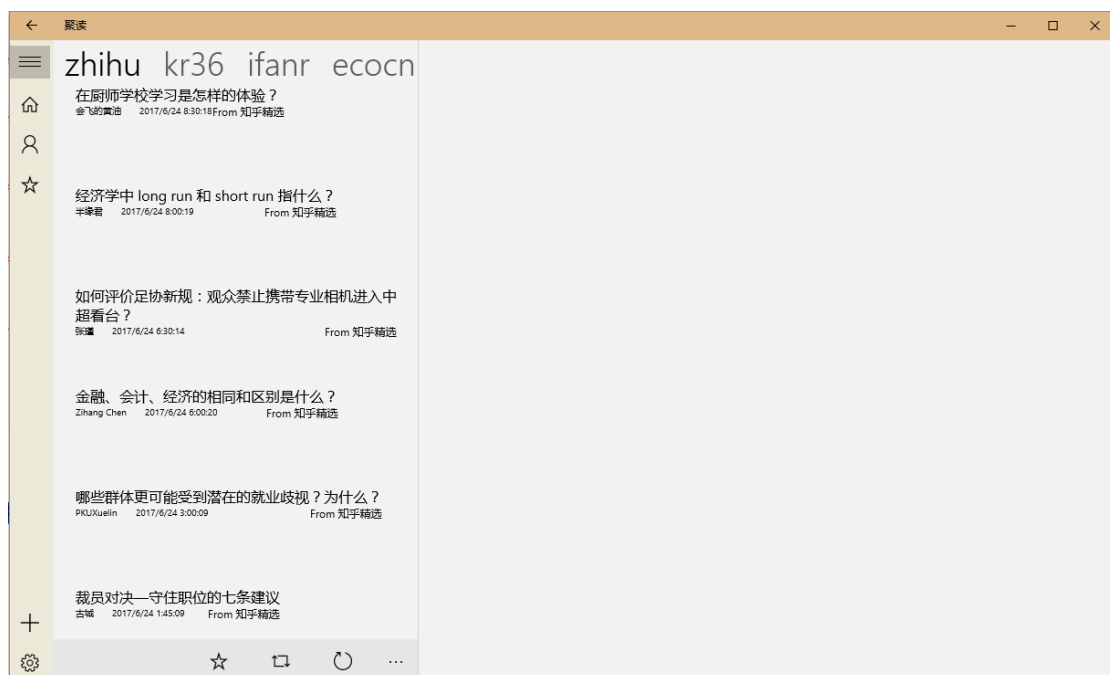 聚读
zhihu kr36 ifanr ecocn
在厨师学校学习是怎样的体验？
会飞的黄油 2017/6/24 8:30:18 From 知乎精选
经济学中 long run 和 short run 指什么？
半缘君 2017/6/24 8:00:19 From 知乎精选
如何评价足协新规：观众禁止携带专业相机进入中
超看台？
2017/6/24 6:30:14 From 知乎精选
金融、会计、经济的相同和区别是什么？
Zihang Chen 2017/6/24 6:00:20 From 知乎精选
哪些群体更可能受到潜在的就业歧视？为什么？
PKUXuelin 2017/6/24 3:00:09 From 知乎精选
裁员对决—守住职位的七条建议
古城 2017/6/24 1:45:09 From 知乎精选